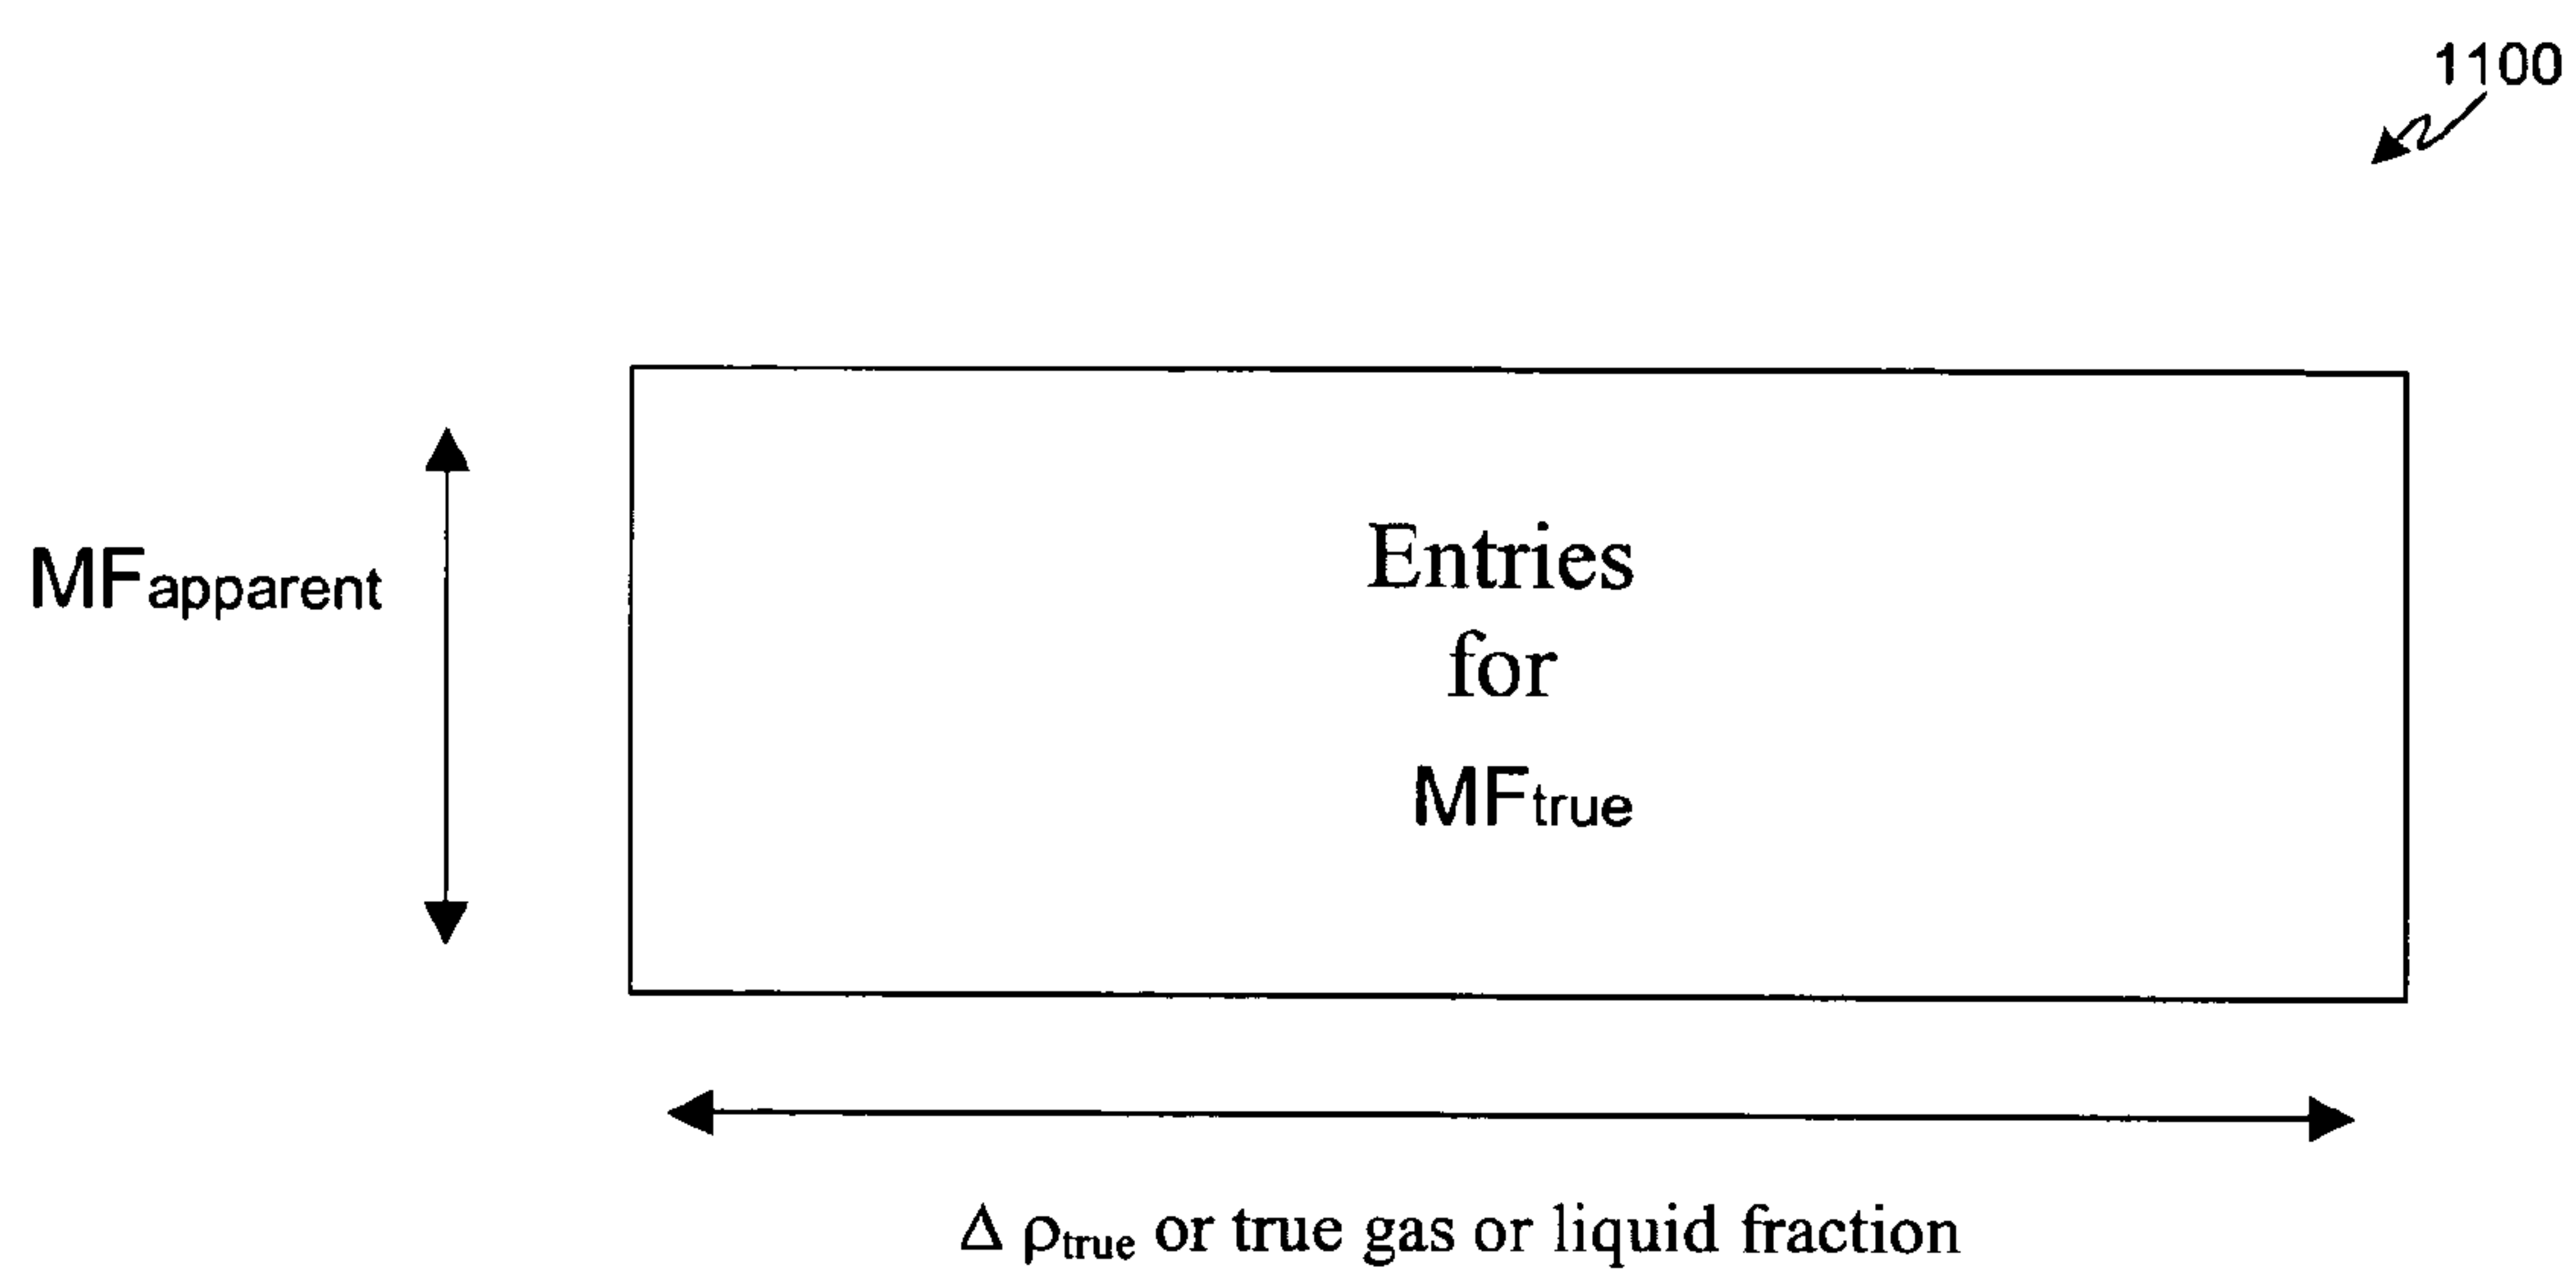 1100
MFapparent
Entries
for
MFtrue
Δ ρtrue or true gas or liquid fraction